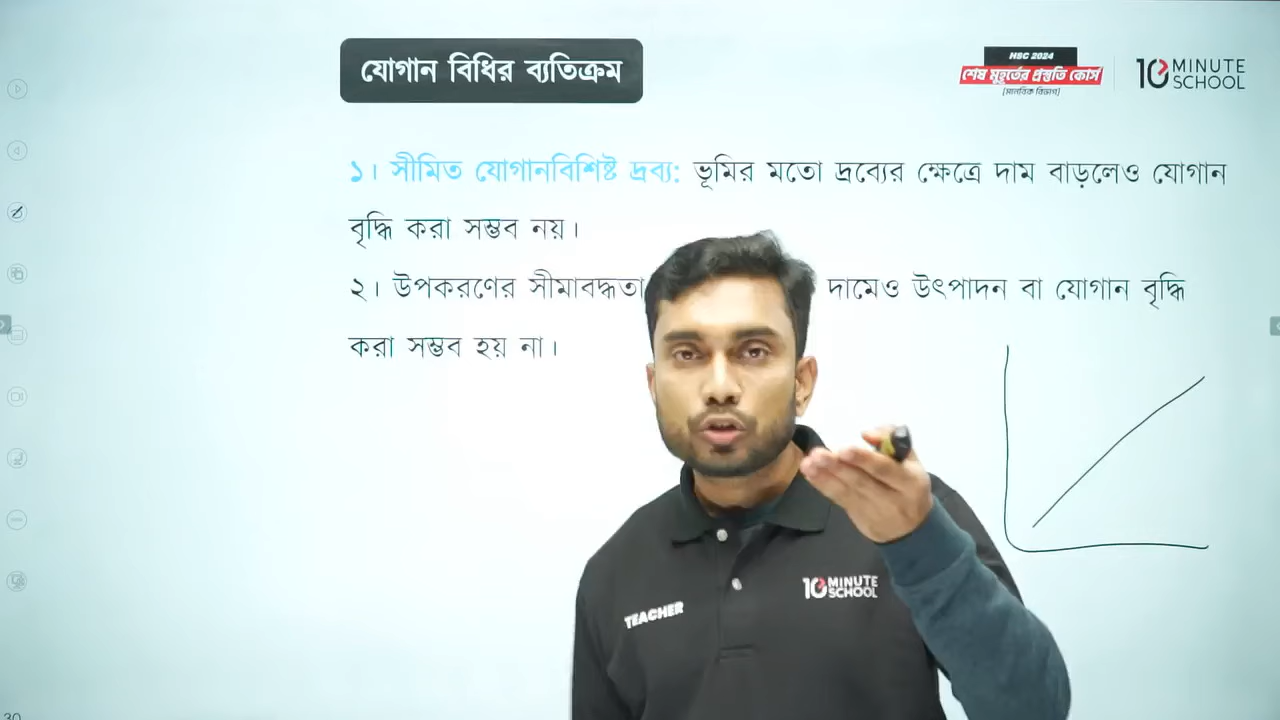 যোগান বিধির ব্যতিক্রম
HSC 2024
শেষ মুহূর্তের প্রস্তুতি কোর্স
[মানবিক বিভাগ]
10 MINUTE SCHOOL
১। সীমিত যোগানবিশিষ্ট দ্রব্য: ভূমির মতো দ্রব্যের ক্ষেত্রে দাম বাড়লেও যোগান
বৃদ্ধি করা সম্ভব নয়।
২। উপকরণের সীমাবদ্ধতা দামেও উৎপাদন বা যোগান বৃদ্ধি
করা সম্ভব হয় না।
10 MINUTE SCHOOL
TEACHER